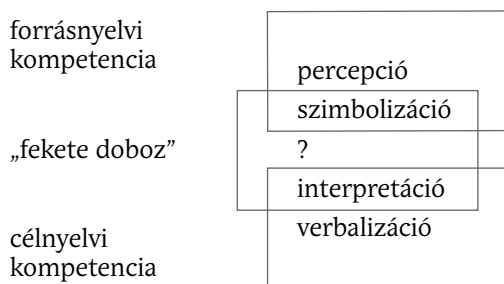 forrásnyelvi
kompetencia
percepció
szimbolizáció
„fekete doboz”
?
interpretáció
verbalizáció
célnyelvi
kompetencia